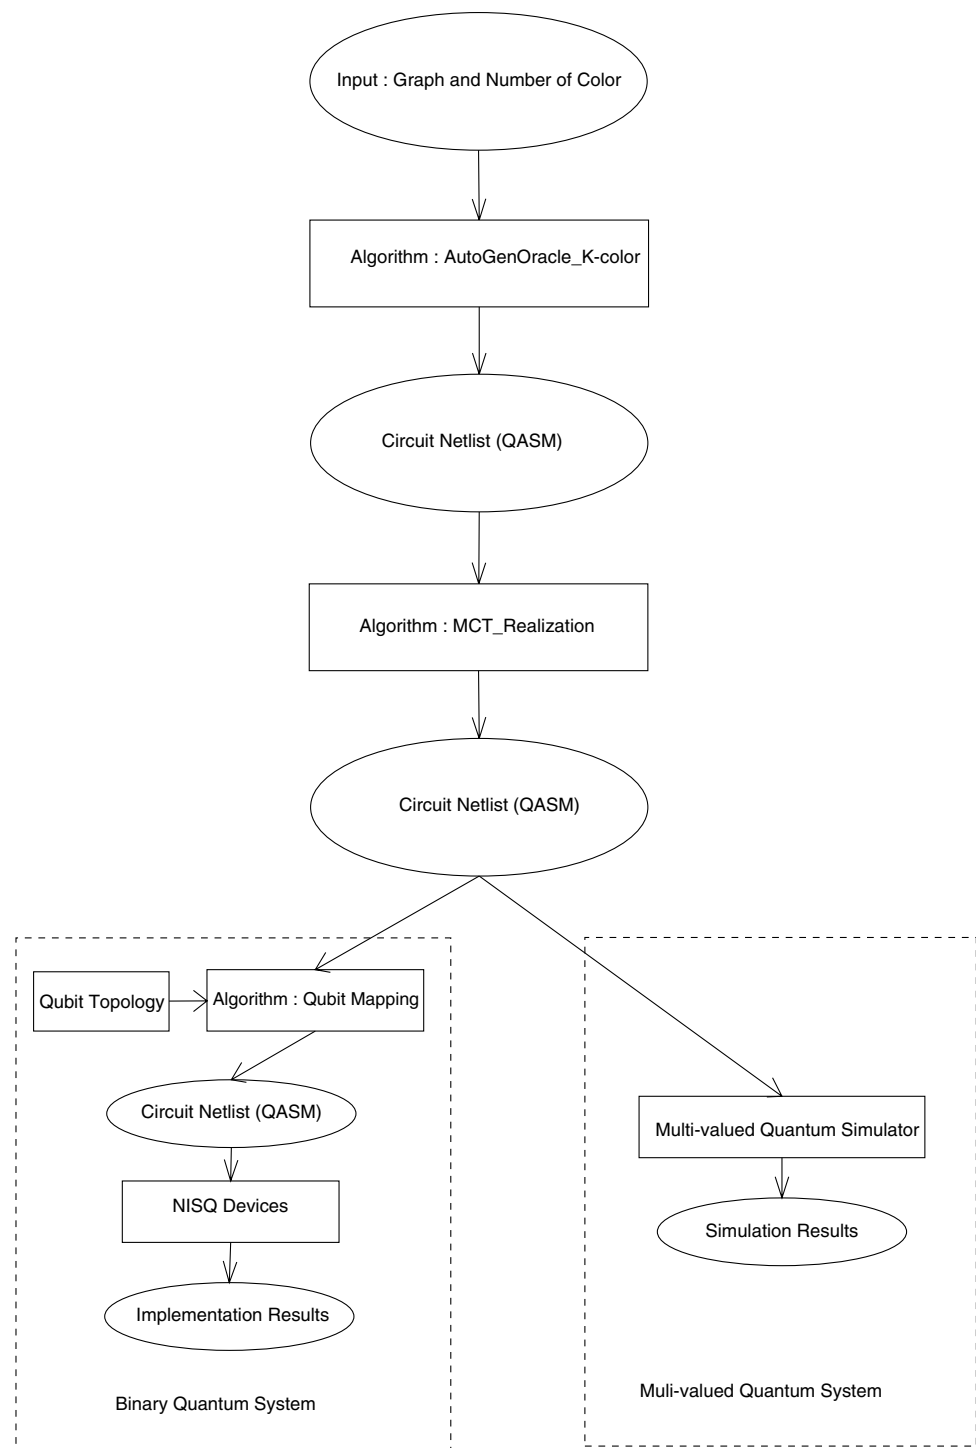 Input : Graph and Number of Color
Algorithm : AutoGenOracle_K-color
Circuit Netlist (QASM)
Algorithm : MCT_Realization
Circuit Netlist (QASM)
Qubit Topology
Algorithm : Qubit Mapping
Circuit Netlist (QASM)
NISQ Devices
Implementation Results
Binary Quantum System
Multi-valued Quantum Simulator
Simulation Results
Muli-valued Quantum System